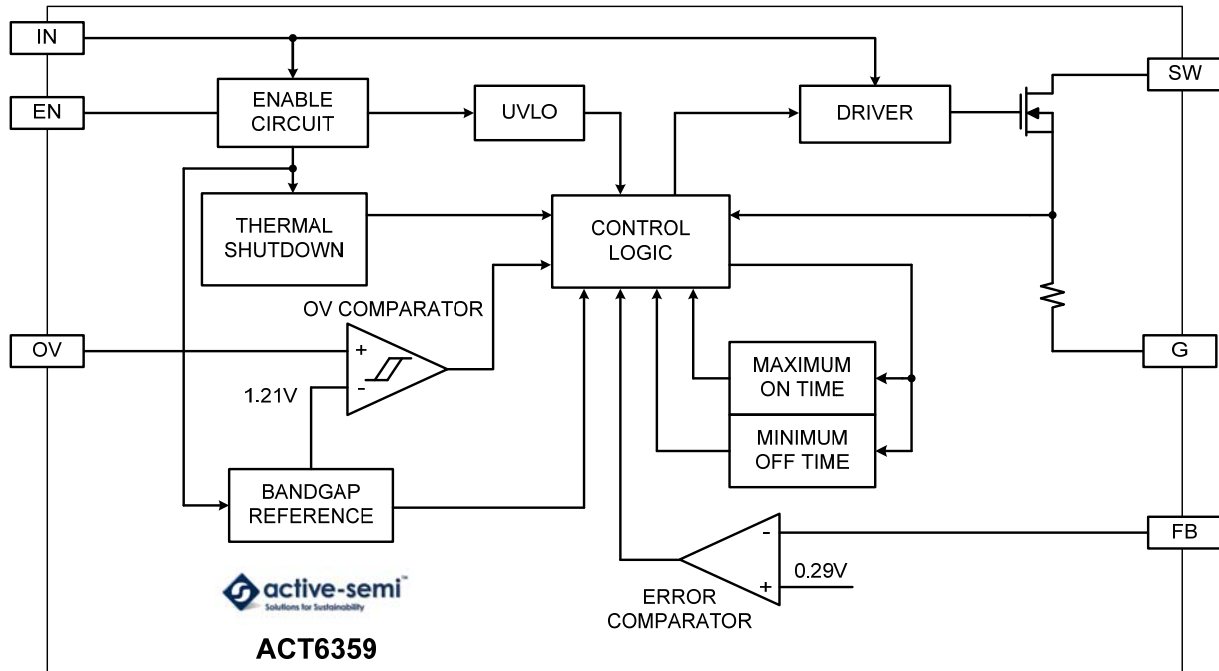 IN
SW
EN
ENABLE
CIRCUIT
UVLO
DRIVER
THERMAL
SHUTDOWN
CONTROL
LOGIC
OV COMPARATOR
OV
+
-
1.21V
MAXIMUM
ON TIME
G
MINIMUM
OFF TIME
BANDGAP
REFERENCE
-
FB
+
0.29V
ERROR
COMPARATOR
active-semi™
Solutions for Sustainability
ACT6359